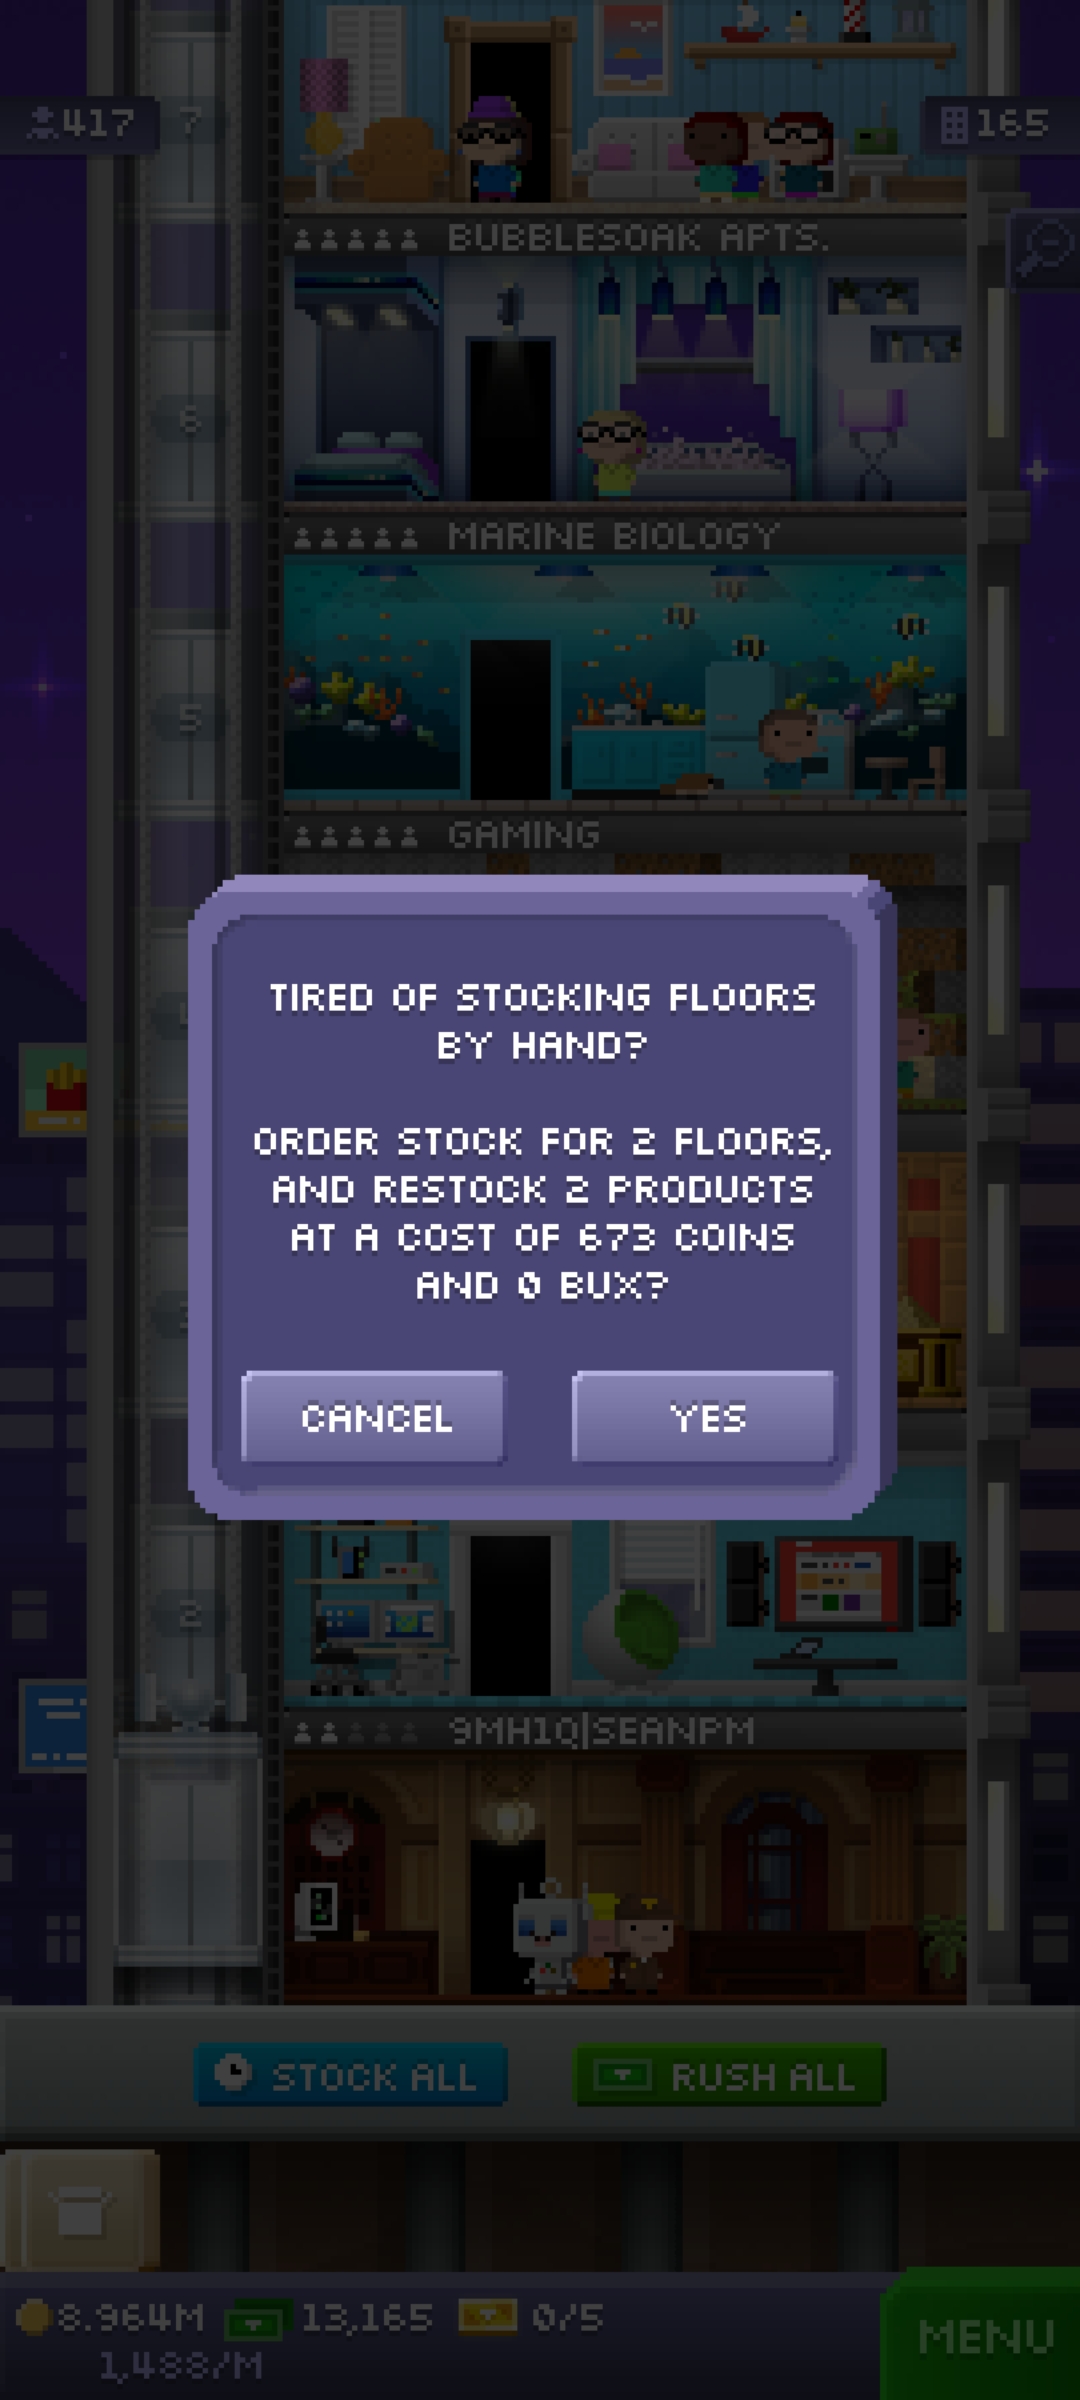 417
7
165
BUBBLESOAK APTS.
6
MARINE BIOLOGY
5
GAMING
TIRED OF STOCKING FLOORS
BY HAND?
ORDER STOCK FOR 2 FLOORS,
AND RESTOCK 2 PRODUCTS
AT A COST OF 673 COINS
AND 0 BUX?
CANCEL
YES
2
9MH1Q|SEANPM
STOCK ALL
RUSH ALL
8.964M
13,165
0/5
MENU
1,488/M